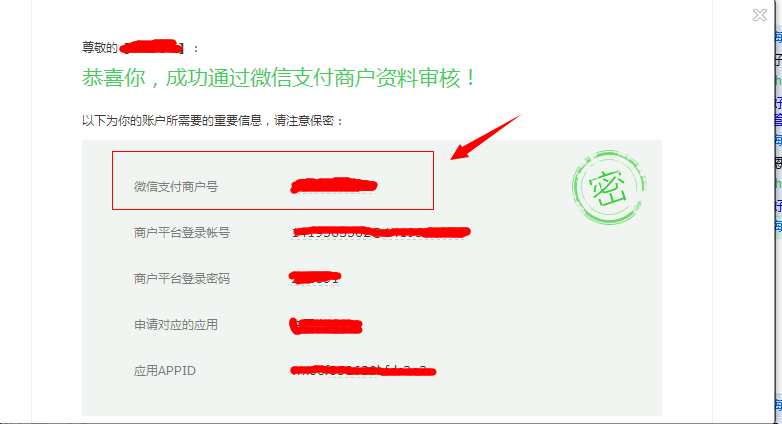 尊敬的【 】：
恭喜你，成功通过微信支付商户资料审核！
以下为你的账户所需要的重要信息，请注意保密：
微信支付商户号
密
商户平台登录帐号
商户平台登录密码
申请对应的应用
应用APPID